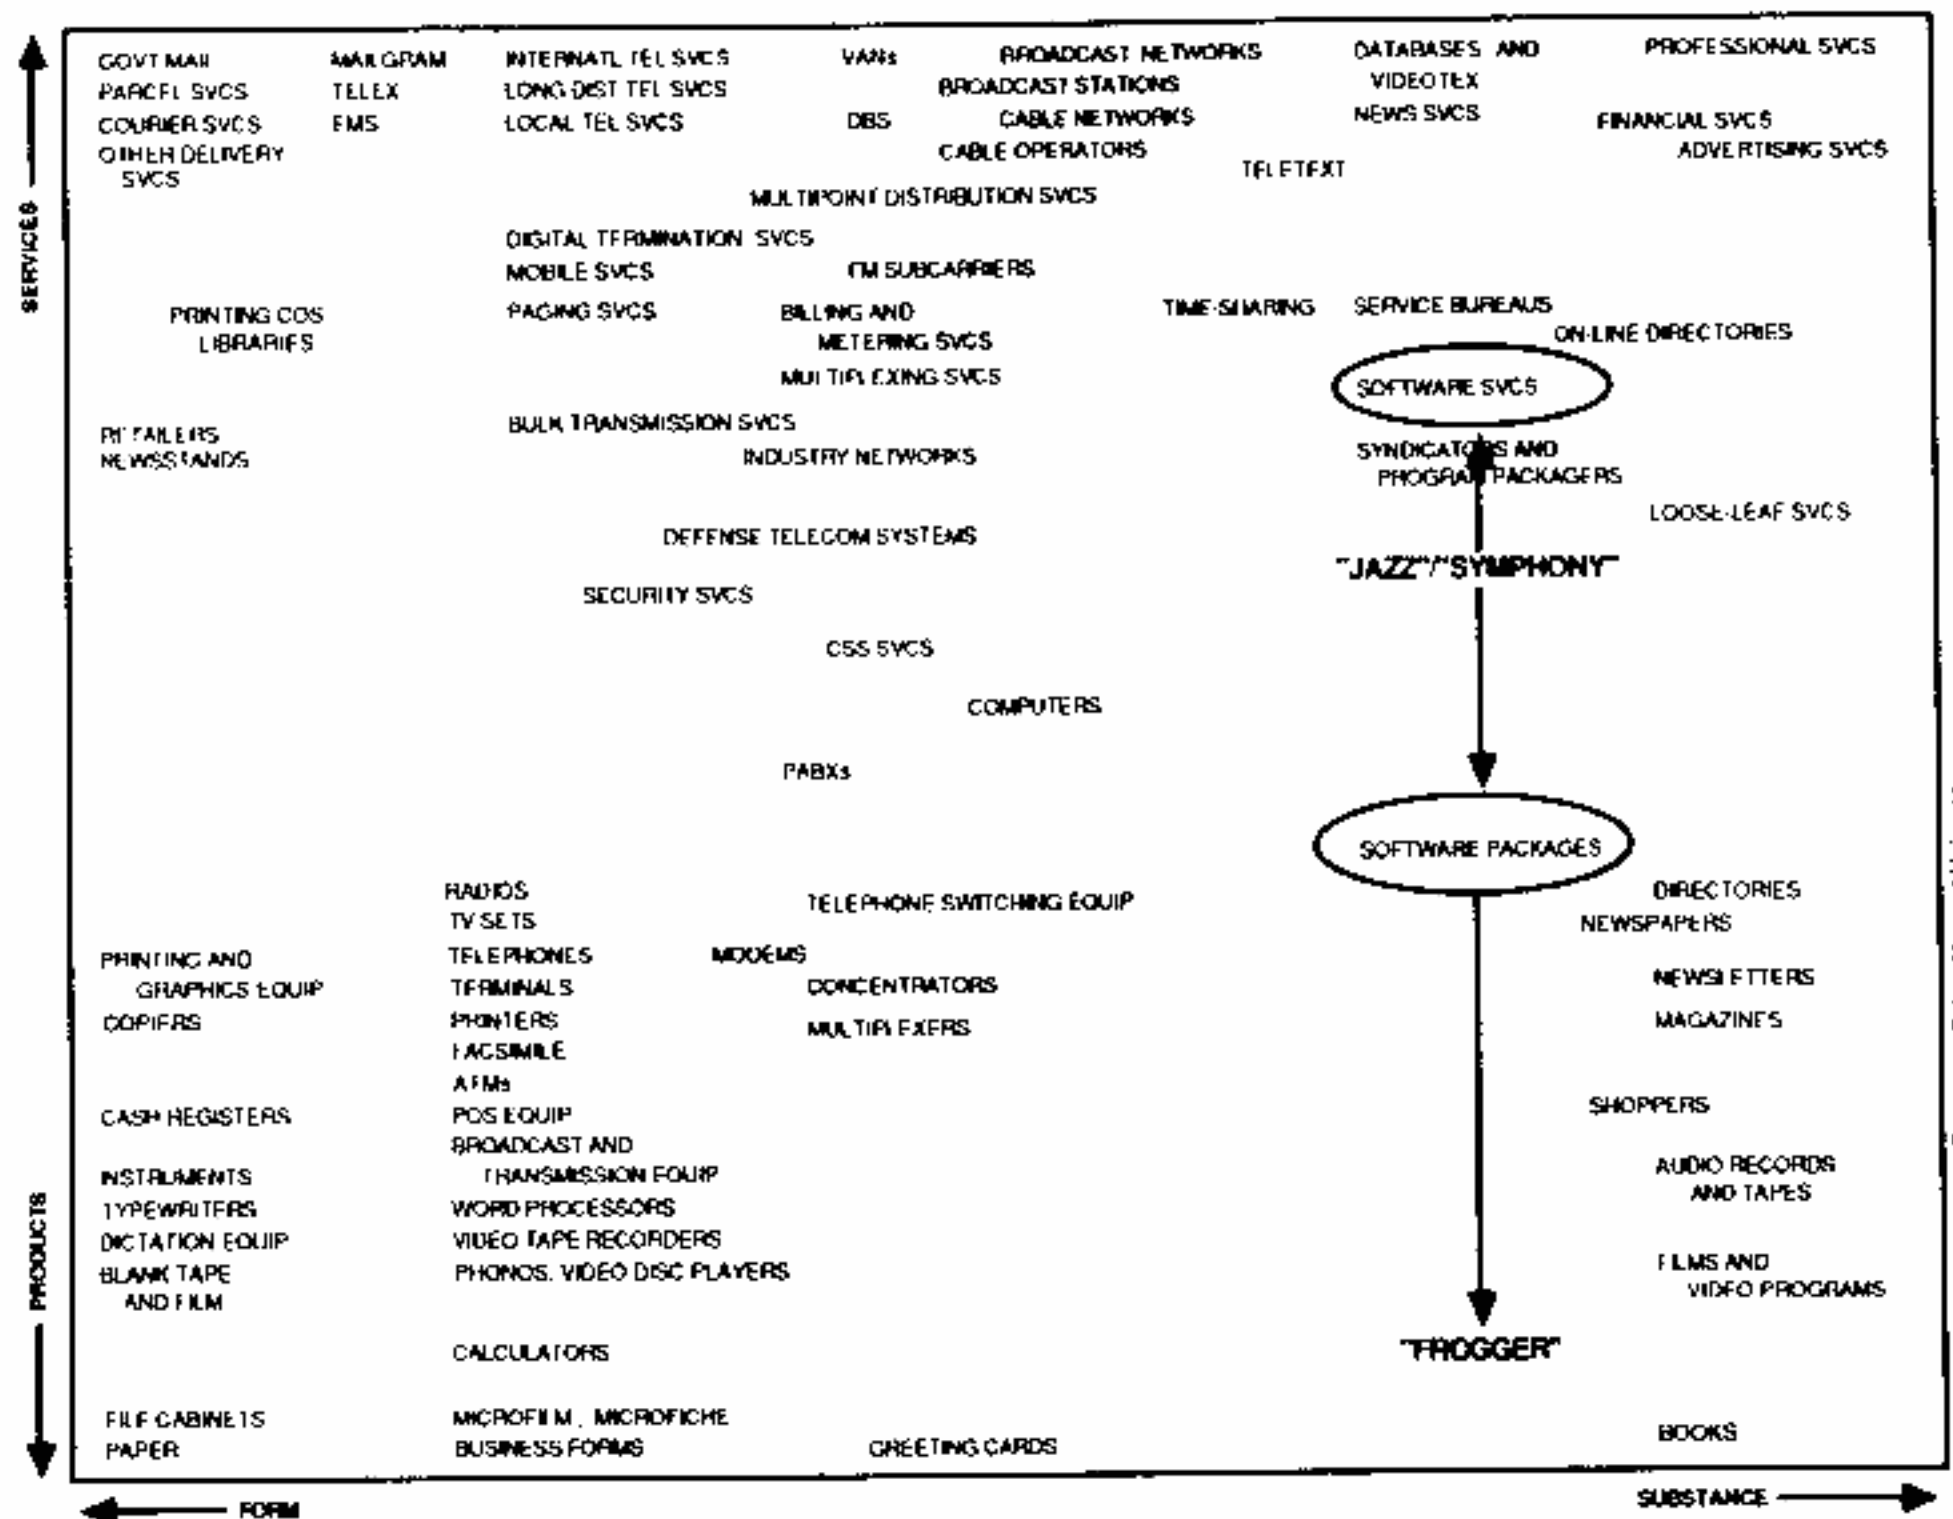 GOVT MAIL MAILGRAM INTERNATL TEL SVCS VANs BROADCAST NETWORKS DATABASES AND PROFESSIONAL SVCS
PARCEL SVCS TELEX LONG DIST TEL SVCS BROADCAST STATIONS VIDEOTEX
COURIER SVCS EMS LOCAL TEL SVCS DBS CABLE NETWORKS NEWS SVCS FINANCIAL SVCS
OTHER DELIVERY CABLE OPERATORS ADVERTISING SVCS
SVCS TELETEXT
MULTIPOINT DISTRIBUTION SVCS
SERVICES
DIGITAL TERMINATION SVCS
MOBILE SVCS FM SUBCARRIERS
PRINTING COS PAGING SVCS BILLING AND TIME-SHARING SERVICE BUREAUS
LIBRARIES METERING SVCS ON-LINE DIRECTORIES
MULTIPLEXING SVCS SOFTWARE SVCS
RETAILERS BULK TRANSMISSION SVCS
NEWSSTANDS INDUSTRY NETWORKS SYNDICATORS AND
PROGRAM PACKAGERS
LOOSE-LEAF SVCS
DEFENSE TELECOM SYSTEMS
"JAZZ"/"SYMPHONY"
SECURITY SVCS
CSS SVCS
COMPUTERS
PABXs
SOFTWARE PACKAGES
RADIOS TELEPHONE SWITCHING EQUIP DIRECTORIES
TV SETS NEWSPAPERS
PRINTING AND TELEPHONES MODEMS
GRAPHICS EQUIP TERMINALS CONCENTRATORS NEWSLETTERS
COPIERS PRINTERS MULTIPLEXERS MAGAZINES
FACSIMILE
ATMs
CASH REGISTERS POS EQUIP SHOPPERS
BROADCAST AND
INSTRUMENTS TRANSMISSION EQUIP AUDIO RECORDS
TYPEWRITERS WORD PROCESSORS AND TAPES
PRODUCTS
DICTATION EQUIP VIDEO TAPE RECORDERS
BLANK TAPE PHONOS, VIDEO DISC PLAYERS FILMS AND
AND FILM VIDEO PROGRAMS
CALCULATORS "FROGGER"
FILE CABINETS MICROFILM, MICROFICHE
PAPER BUSINESS FORMS GREETING CARDS BOOKS
FORM SUBSTANCE